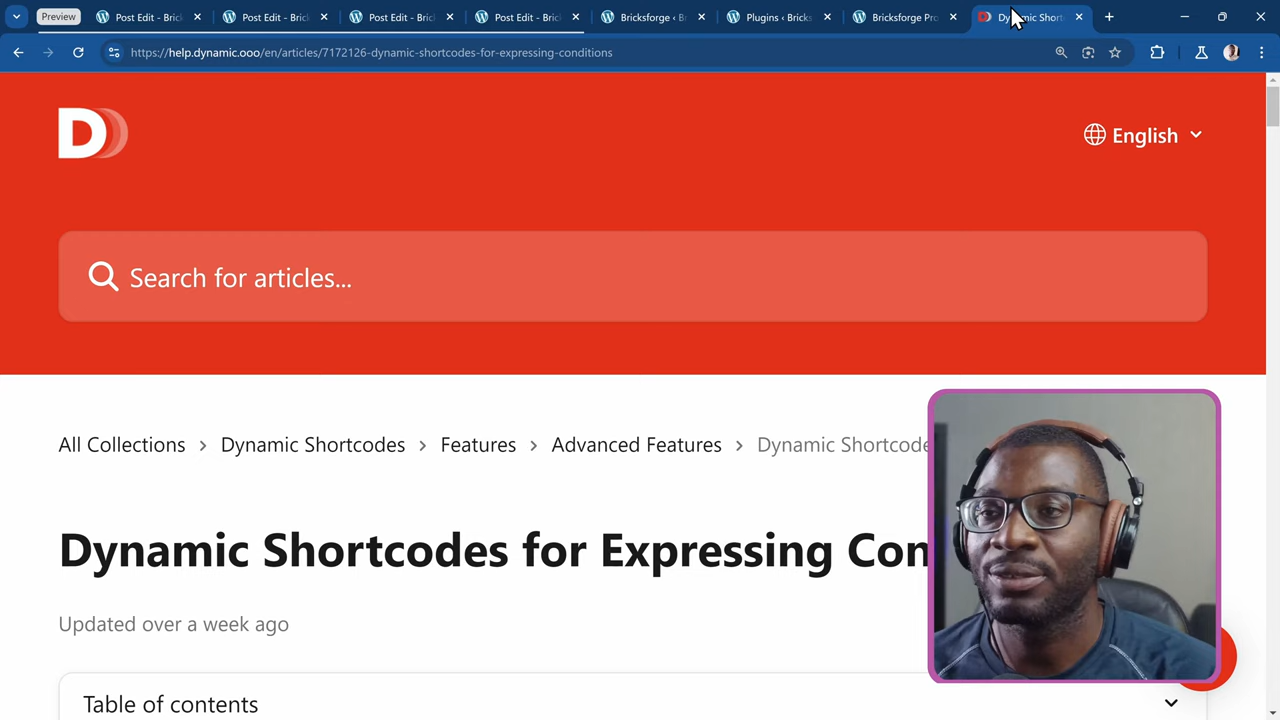 Preview
Post Edit - Bric
Post Edit - Bric
Post Edit - Bric
Post Edit - Bric
Bricksforge ‹ B
Plugins ‹ Bricks
Bricksforge Pro
Dynamic Short
https://help.dynamic.ooo/en/articles/7172126-dynamic-shortcodes-for-expressing-conditions
D
English
Search for articles...
All Collections > Dynamic Shortcodes > Features > Advanced Features > Dynamic Shortcode
Dynamic Shortcodes for Expressing Con
Updated over a week ago
Table of contents